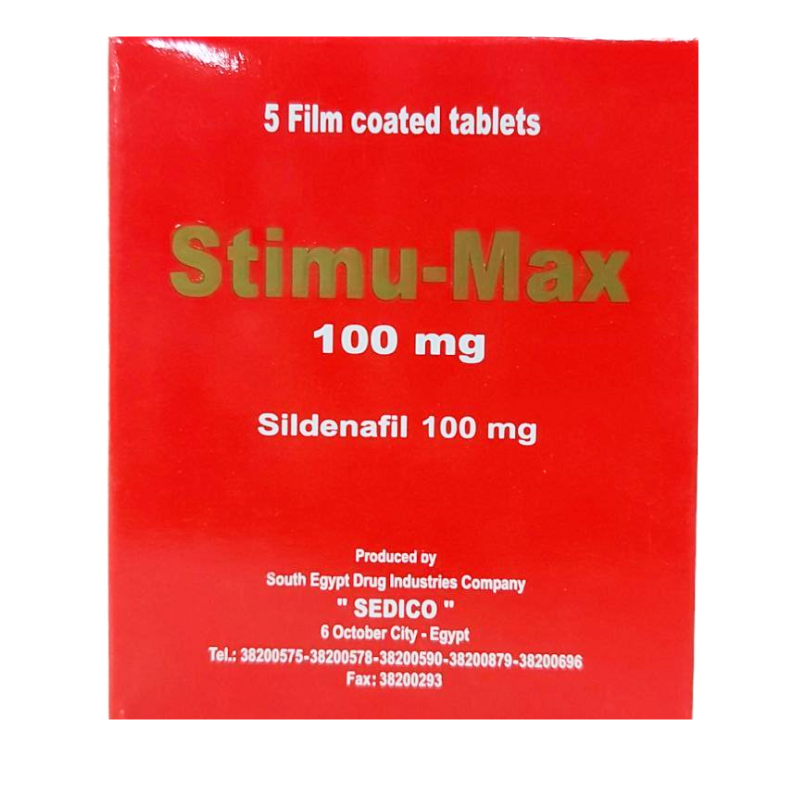 5 Film coated tablets
Stimu-Max
100 mg
Sildenafil 100 mg
Produced by
South Egypt Drug Industries Company
" SEDICO "
6 October City - Egypt
Tel.: 38200575-38200578-38200590-38200879-38200696
Fax: 38200293